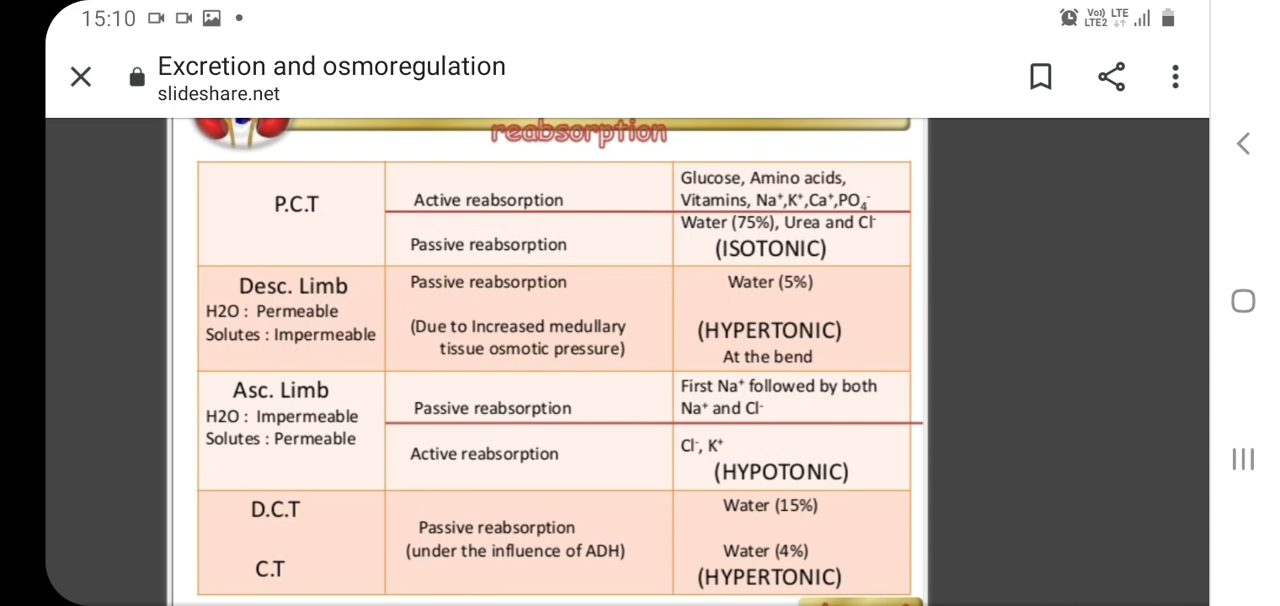 15:10
Vo) LTE
LTE2
Excretion and osmoregulation
slideshare.net
reabsorption
P.C.T
Active reabsorption
Glucose, Amino acids,
Vitamins, Na⁺,K⁺,Ca⁺,PO₄⁻
Passive reabsorption
Water (75%), Urea and Cl⁻
(ISOTONIC)
Desc. Limb
H2O : Permeable
Solutes : Impermeable
Passive reabsorption
(Due to Increased medullary
tissue osmotic pressure)
Water (5%)
(HYPERTONIC)
At the bend
Asc. Limb
H2O : Impermeable
Solutes : Permeable
Passive reabsorption
First Na⁺ followed by both
Na⁺ and Cl⁻
Active reabsorption
Cl⁻, K⁺
(HYPOTONIC)
D.C.T
C.T
Passive reabsorption
(under the influence of ADH)
Water (15%)
Water (4%)
(HYPERTONIC)